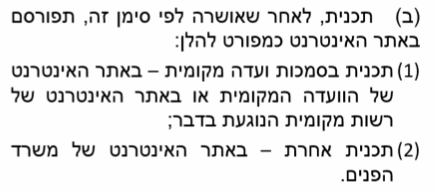 (ב) תכנית, לאחר שאושרה לפי סימן זה, תפורסם
באתר האינטרנט כמפורט להלן:
(1) תכנית בסמכות ועדה מקומית – באתר האינטרנט
של הוועדה המקומית או באתר האינטרנט של
רשות מקומית הנוגעת בדבר;
(2) תכנית אחרת – באתר האינטרנט של משרד
הפנים.